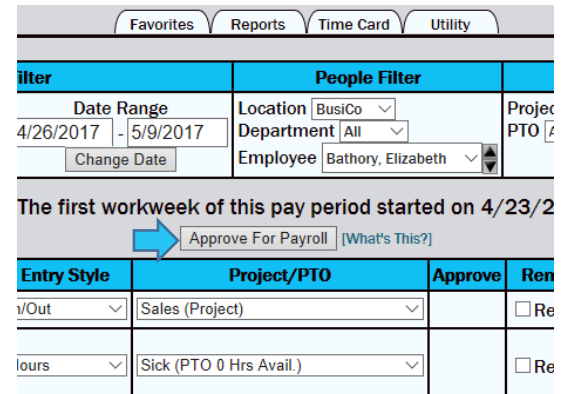 Favorites Reports Time Card Utility
ilter People Filter
Date Range Location BusiCo Projec
4/26/2017 - 5/9/2017 Department All PTO
Change Date Employee Bathory, Elizabeth
The first workweek of this pay period started on 4/23/2
Approve For Payroll [What's This?]
Entry Style Project/PTO Approve Ren
n/Out Sales (Project) Re
lours Sick (PTO 0 Hrs Avail.) Re